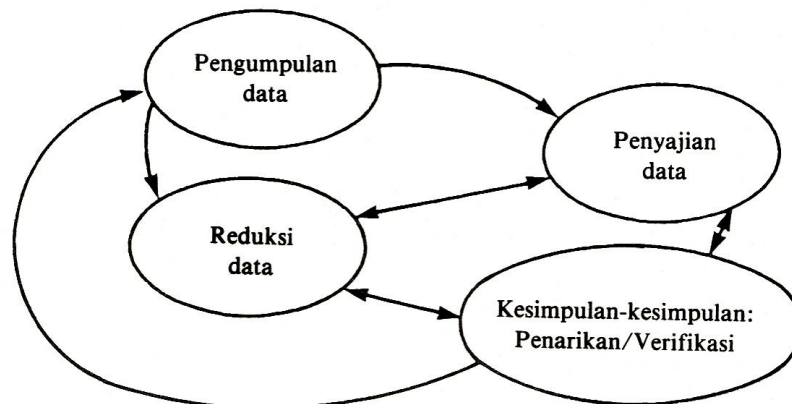 Pengumpulan
data
Penyajian
data
Reduksi
data
Kesimpulan-kesimpulan:
Penarikan/Verifikasi